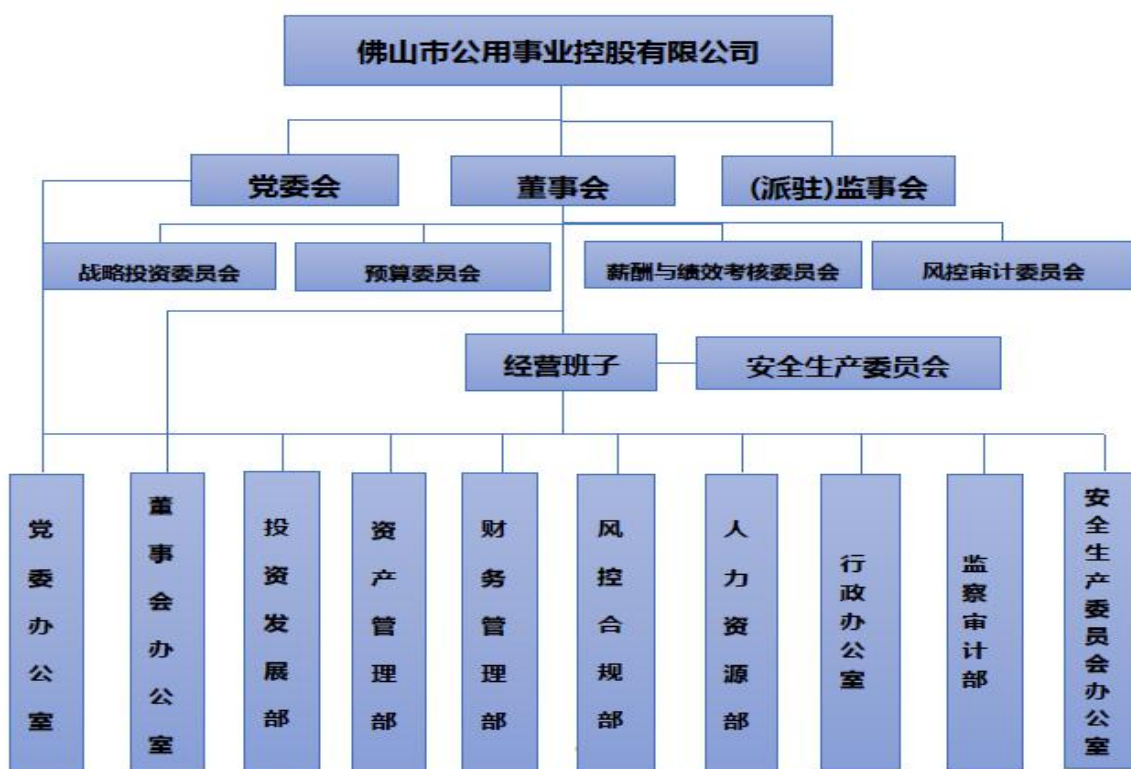 佛山市公用事业控股有限公司
党委会
董事会
(派驻)监事会
战略投资委员会
预算委员会
薪酬与绩效考核委员会
风控审计委员会
经营班子
安全生产委员会
党委办公室
董事会办公室
投资发展部
资产管理部
财务管理部
风控合规部
人力资源部
行政办公室
监察审计部
安全生产委员会办公室